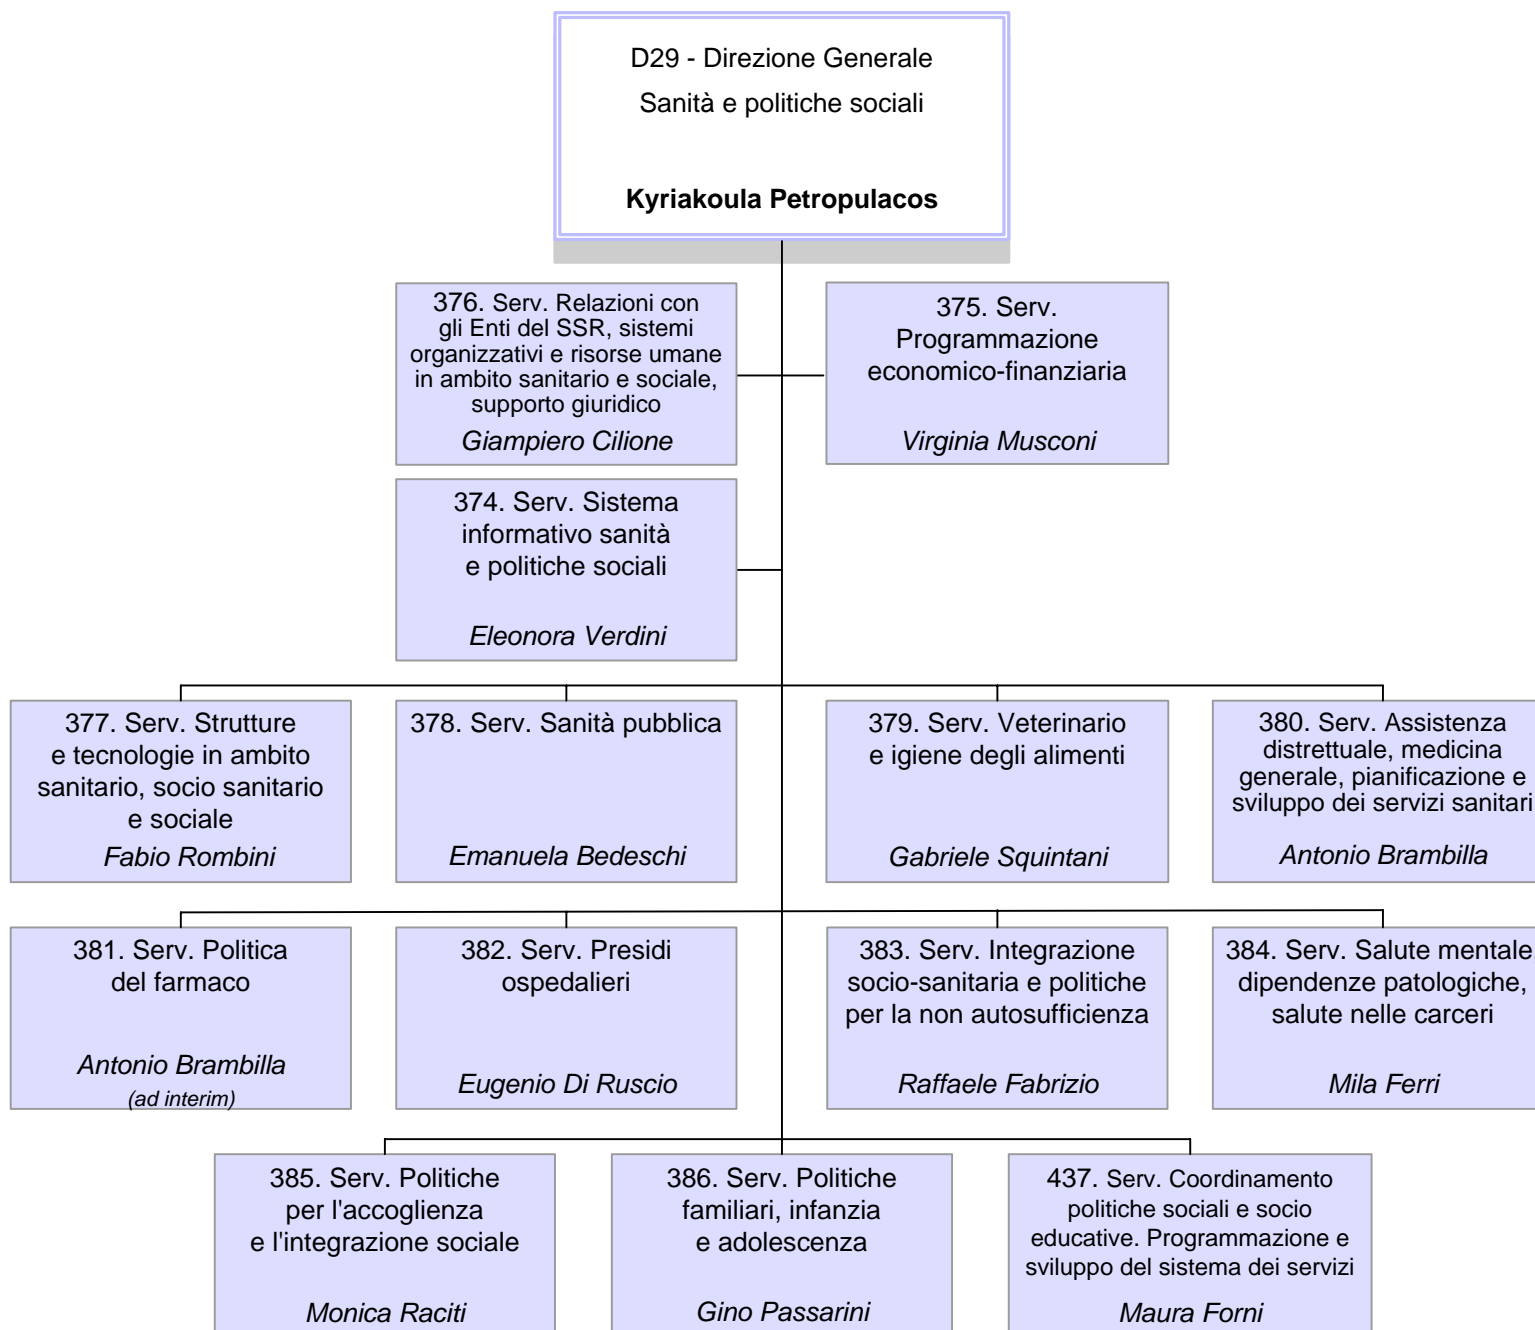 D29 - Direzione Generale
Sanità e politiche sociali
Kyriakoula Petropulacos
376. Serv. Relazioni con
gli Enti del SSR, sistemi
organizzativi e risorse umane
in ambito sanitario e sociale,
supporto giuridico
Giampiero Cilione
375. Serv.
Programmazione
economico-finanziaria
Virginia Musconi
374. Serv. Sistema
informativo sanità
e politiche sociali
Eleonora Verdini
377. Serv. Strutture
e tecnologie in ambito
sanitario, socio sanitario
e sociale
Fabio Rombini
378. Serv. Sanità pubblica
Emanuela Bedeschi
379. Serv. Veterinario
e igiene degli alimenti
Gabriele Squintani
380. Serv. Assistenza
distrettuale, medicina
generale, pianificazione e
sviluppo dei servizi sanitari
Antonio Brambilla
381. Serv. Politica
del farmaco
Antonio Brambilla
(ad interim)
382. Serv. Presidi
ospedalieri
Eugenio Di Ruscio
383. Serv. Integrazione
socio-sanitaria e politiche
per la non autosufficienza
Raffaele Fabrizio
384. Serv. Salute mentale,
dipendenze patologiche,
salute nelle carceri
Mila Ferri
385. Serv. Politiche
per l'accoglienza
e l'integrazione sociale
Monica Raciti
386. Serv. Politiche
familiari, infanzia
e adolescenza
Gino Passarini
437. Serv. Coordinamento
politiche sociali e socio
educative. Programmazione e
sviluppo del sistema dei servizi
Maura Forni